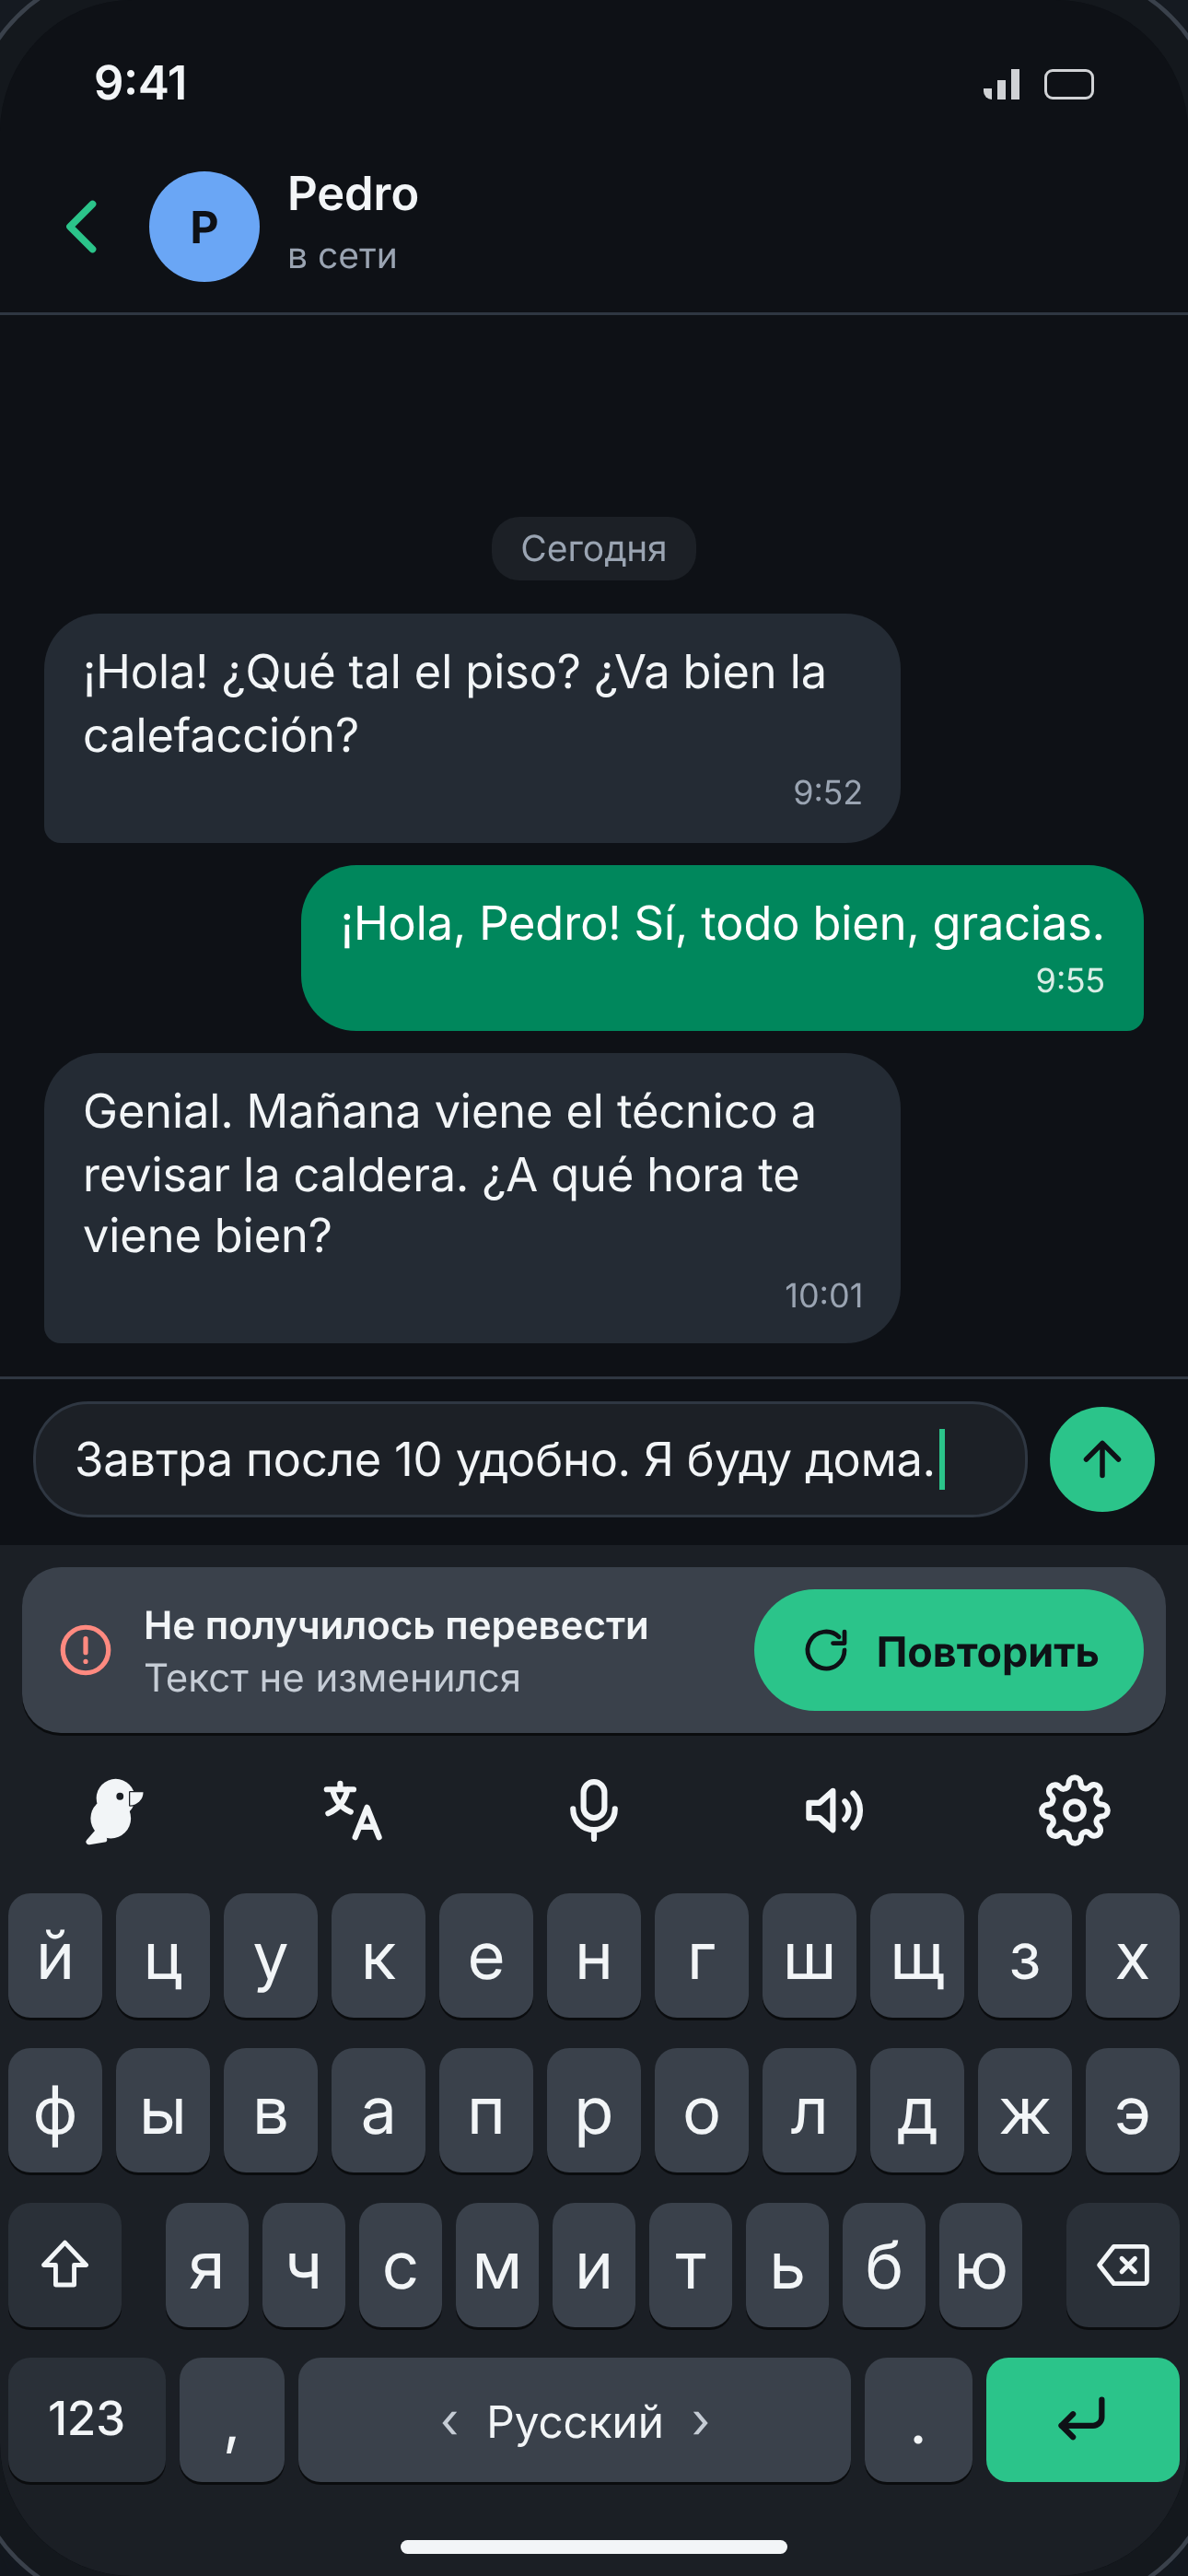 9:41
P
Pedro
в сети
Сегодня
¡Hola! ¿Qué tal el piso? ¿Va bien la
calefacción?
9:52
¡Hola, Pedro! Sí, todo bien, gracias.
9:55
Genial. Mañana viene el técnico a
revisar la caldera. ¿A qué hora te
viene bien?
10:01
Завтра после 10 удобно. Я буду дома.
Не получилось перевести
Текст не изменился
Повторить
й ц у к е н г ш щ з х
ф ы в а п р о л д ж э
я ч с м и т ь б ю
123 , ‹ Русский › .